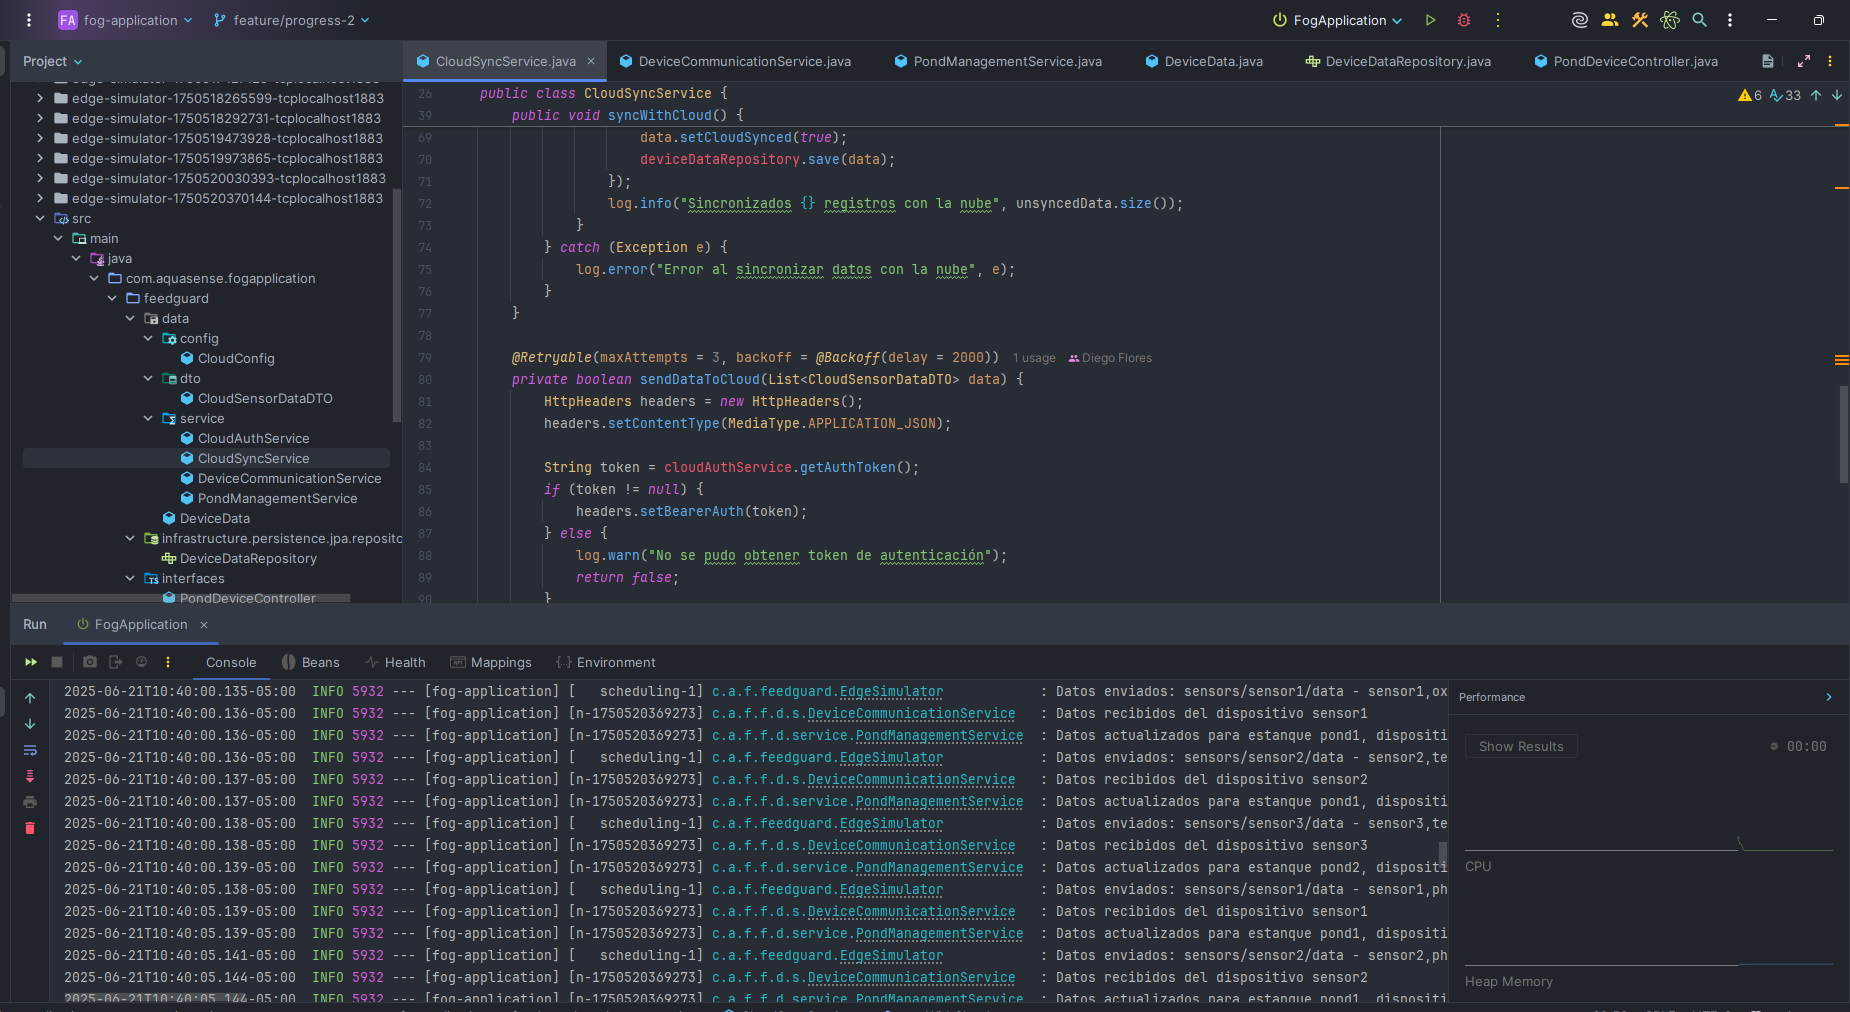 FA fog-application feature/progress-2 FogApplication
Project
CloudSyncService.java DeviceCommunicationService.java PondManagementService.java DeviceData.java DeviceDataRepository.java PondDeviceController.java
edge-simulator-1750518265599-tcplocalhost1883
edge-simulator-1750518292731-tcplocalhost1883
edge-simulator-1750519473928-tcplocalhost1883
edge-simulator-1750519973865-tcplocalhost1883
edge-simulator-1750520030393-tcplocalhost1883
edge-simulator-1750520370144-tcplocalhost1883
src
main
java
com.aquasense.fogapplication
feedguard
data
config
CloudConfig
dto
CloudSensorDataDTO
service
CloudAuthService
CloudSyncService
DeviceCommunicationService
PondManagementService
DeviceData
infrastructure.persistence.jpa.reposito
DeviceDataRepository
interfaces
PondDeviceController
6 33
26 public class CloudSyncService {
39 public void syncWithCloud() {
69 data.setCloudSynced(true);
70 deviceDataRepository.save(data);
71 });
72 log.info("Sincronizados {} registros con la nube", unsyncedData.size());
73 }
74 } catch (Exception e) {
75 log.error("Error al sincronizar datos con la nube", e);
76 }
77 }
78
79 @Retryable(maxAttempts = 3, backoff = @Backoff(delay = 2000)) 1 usage Diego Flores
80 private boolean sendDataToCloud(List<CloudSensorDataDTO> data) {
81 HttpHeaders headers = new HttpHeaders();
82 headers.setContentType(MediaType.APPLICATION_JSON);
83
84 String token = cloudAuthService.getAuthToken();
85 if (token != null) {
86 headers.setBearerAuth(token);
87 } else {
88 log.warn("No se pudo obtener token de autenticación");
89 return false;
90 }
Run FogApplication
Console Beans Health Mappings Environment
2025-06-21T10:40:00.135-05:00 INFO 5932 --- [fog-application] [ scheduling-1] c.a.f.feedguard.EdgeSimulator : Datos enviados: sensors/sensor1/data - sensor1,ox
2025-06-21T10:40:00.136-05:00 INFO 5932 --- [fog-application] [n-1750520369273] c.a.f.f.d.s.DeviceCommunicationService : Datos recibidos del dispositivo sensor1
2025-06-21T10:40:00.136-05:00 INFO 5932 --- [fog-application] [n-1750520369273] c.a.f.f.d.service.PondManagementService : Datos actualizados para estanque pond1, dispositi
2025-06-21T10:40:00.136-05:00 INFO 5932 --- [fog-application] [ scheduling-1] c.a.f.feedguard.EdgeSimulator : Datos enviados: sensors/sensor2/data - sensor2,te
2025-06-21T10:40:00.137-05:00 INFO 5932 --- [fog-application] [n-1750520369273] c.a.f.f.d.s.DeviceCommunicationService : Datos recibidos del dispositivo sensor2
2025-06-21T10:40:00.137-05:00 INFO 5932 --- [fog-application] [n-1750520369273] c.a.f.f.d.service.PondManagementService : Datos actualizados para estanque pond1, dispositi
2025-06-21T10:40:00.138-05:00 INFO 5932 --- [fog-application] [ scheduling-1] c.a.f.feedguard.EdgeSimulator : Datos enviados: sensors/sensor3/data - sensor3,te
2025-06-21T10:40:00.138-05:00 INFO 5932 --- [fog-application] [n-1750520369273] c.a.f.f.d.s.DeviceCommunicationService : Datos recibidos del dispositivo sensor3
2025-06-21T10:40:00.139-05:00 INFO 5932 --- [fog-application] [n-1750520369273] c.a.f.f.d.service.PondManagementService : Datos actualizados para estanque pond2, dispositi
2025-06-21T10:40:05.138-05:00 INFO 5932 --- [fog-application] [ scheduling-1] c.a.f.feedguard.EdgeSimulator : Datos enviados: sensors/sensor1/data - sensor1,ph
2025-06-21T10:40:05.139-05:00 INFO 5932 --- [fog-application] [n-1750520369273] c.a.f.f.d.s.DeviceCommunicationService : Datos recibidos del dispositivo sensor1
2025-06-21T10:40:05.139-05:00 INFO 5932 --- [fog-application] [n-1750520369273] c.a.f.f.d.service.PondManagementService : Datos actualizados para estanque pond1, dispositi
2025-06-21T10:40:05.141-05:00 INFO 5932 --- [fog-application] [ scheduling-1] c.a.f.feedguard.EdgeSimulator : Datos enviados: sensors/sensor2/data - sensor2,ph
2025-06-21T10:40:05.144-05:00 INFO 5932 --- [fog-application] [n-1750520369273] c.a.f.f.d.s.DeviceCommunicationService : Datos recibidos del dispositivo sensor2
2025-06-21T10:40:05.144-05:00 INFO 5932 --- [fog-application] [n-1750520369273] c.a.f.f.d.service.PondManagementService : Datos actualizados para estanque pond1, dispositi
Performance
Show Results 00:00
CPU
Heap Memory